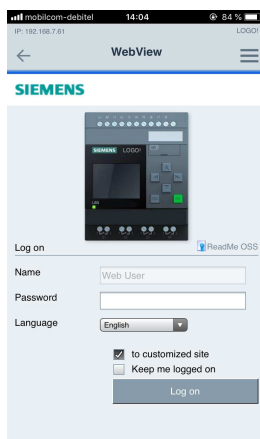 mobilcom-debitel 14:04 84 %
IP: 192.168.7.61 LOGO!
WebView
SIEMENS
SIEMENS LOGO!
Log on ReadMe OSS
Name Web User
Password
Language English
to customized site
Keep me logged on
Log on